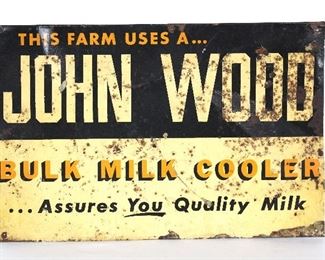 THIS FARM USES A...
JOHN WOOD
BULK MILK COOLER
...Assures You Quality Milk